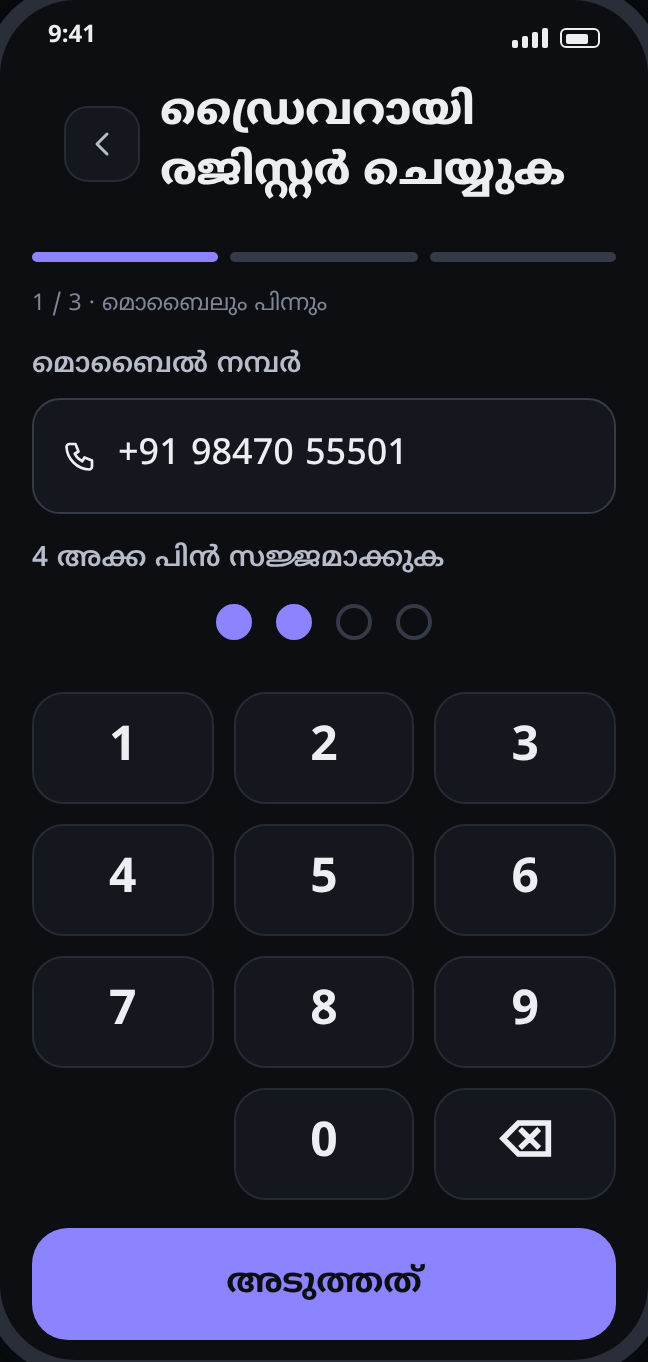 9:41
ഡ്രൈവറായി
രജിസ്റ്റർ ചെയ്യുക
1 / 3 · മൊബൈലും പിന്നും
മൊബൈൽ നമ്പർ
+91 98470 55501
4 അക്ക പിൻ സജ്ജമാക്കുക
1 2 3
4 5 6
7 8 9
0
അടുത്തത്